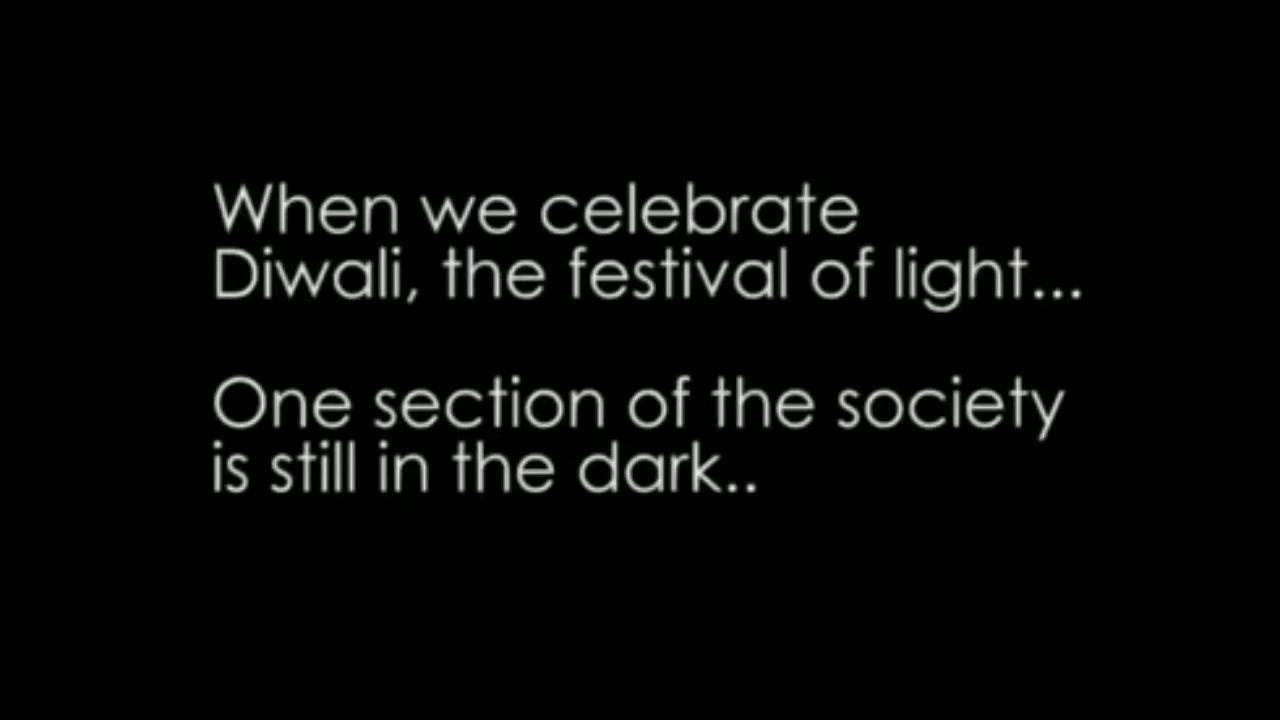 When we celebrate
Diwali, the festival of light...
One section of the society
is still in the dark..